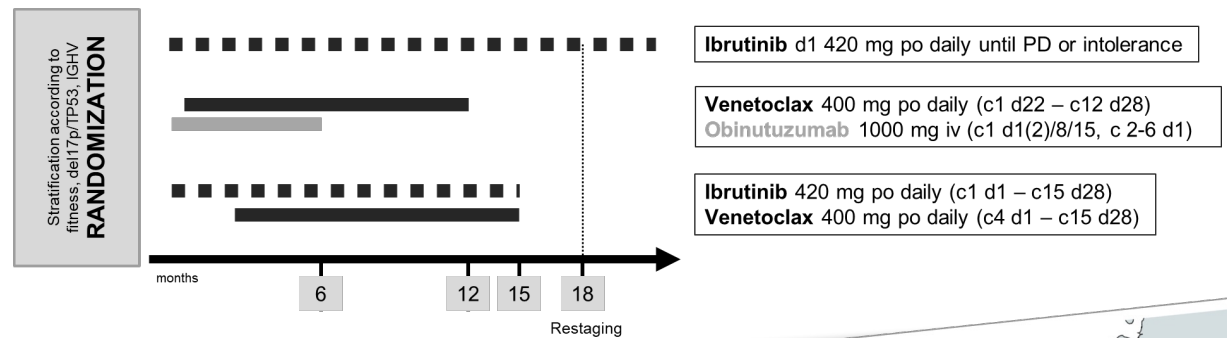 Stratification according to
fitness, del17p/TP53, IGHV
RANDOMIZATION
Ibrutinib d1 420 mg po daily until PD or intolerance
Venetoclax 400 mg po daily (c1 d22 – c12 d28)
Obinutuzumab 1000 mg iv (c1 d1(2)/8/15, c 2-6 d1)
Ibrutinib 420 mg po daily (c1 d1 – c15 d28)
Venetoclax 400 mg po daily (c4 d1 – c15 d28)
months
6
12
15
18
Restaging